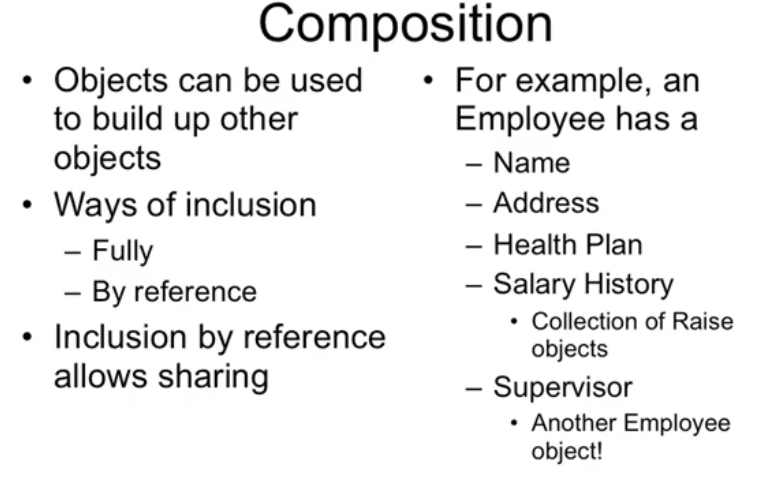 Composition
• Objects can be used
to build up other
objects
• Ways of inclusion
– Fully
– By reference
• Inclusion by reference
allows sharing
• For example, an
Employee has a
– Name
– Address
– Health Plan
– Salary History
• Collection of Raise
objects
– Supervisor
• Another Employee
object!